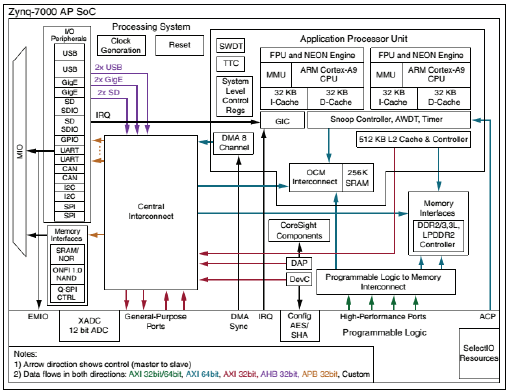 Zynq-7000 AP SoC
I/O
Peripherals
USB
USB
GigE
GigE
SD
SDIO
SD
SDIO
GPIO
UART
UART
CAN
CAN
I2C
I2C
SPI
SPI
MIO
Memory
Interfaces
SRAM/
NOR
ONFI 1.0
NAND
Q-SPI
CTRL
Processing System
Clock
Generation
Reset
2x USB
2x GigE
2x SD
IRQ
Central
Interconnect
SWDT
TTC
System
Level
Control
Regs
DMA 8
Channel
Application Processor Unit
FPU and NEON Engine
MMU
ARM Cortex-A9
CPU
32 KB
I-Cache
32 KB
D-Cache
FPU and NEON Engine
MMU
ARM Cortex-A9
CPU
32 KB
I-Cache
32 KB
D-Cache
GIC
Snoop Controller, AWDT, Timer
512 KB L2 Cache & Controller
OCM
Interconnect
256K
SRAM
CoreSight
Components
DAP
DevC
Memory
Interfaces
DDR2/3,3L,
LPDDR2
Controller
Programmable Logic to Memory
Interconnect
EMIO
XADC
12 bit ADC
General-Purpose
Ports
DMA
Sync
IRQ
Config
AES/
SHA
High-Performance Ports
ACP
Programmable Logic
SelectIO
Resources
Notes:
1) Arrow direction shows control (master to slave)
2) Data flows in both directions: AXI 32bit/64bit, AXI 64bit, AXI 32bit, AHB 32bit, APB 32bit, Custom